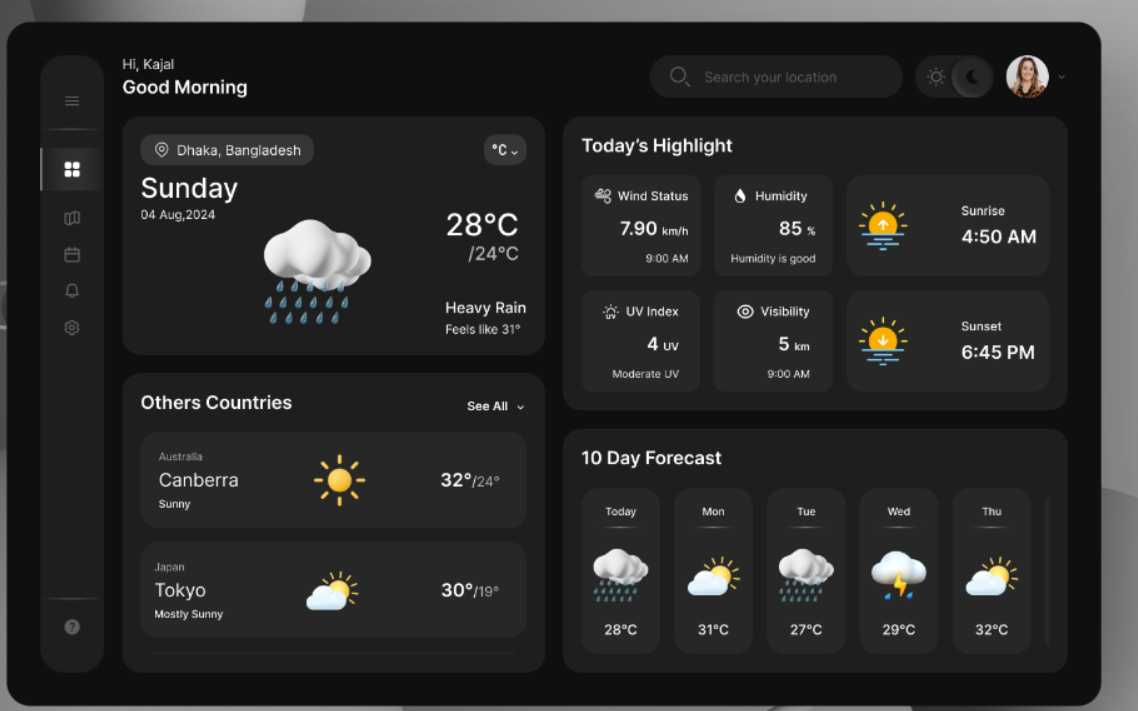 Hi, Kajal
Good Morning
Search your location
Dhaka, Bangladesh
°C
Sunday
04 Aug,2024
28°C
/24°C
Heavy Rain
Feels like 31°
Today's Highlight
Wind Status
7.90 km/h
9:00 AM
Humidity
85 %
Humidity is good
Sunrise
4:50 AM
UV Index
4 UV
Moderate UV
Visibility
5 km
9:00 AM
Sunset
6:45 PM
Others Countries
See All
Australia
Canberra
Sunny
32°/24°
Japan
Tokyo
Mostly Sunny
30°/19°
10 Day Forecast
Today
28°C
Mon
31°C
Tue
27°C
Wed
29°C
Thu
32°C
?